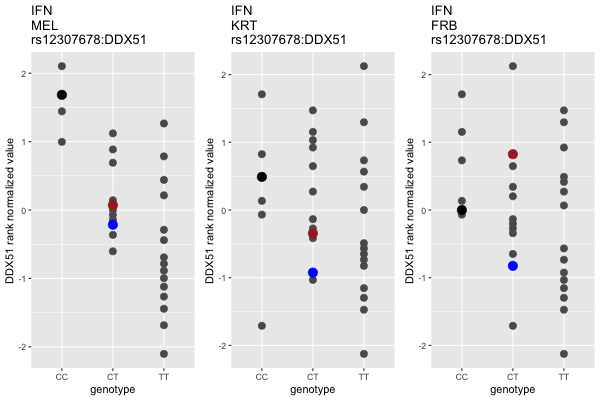 IFN
MEL
rs12307678:DDX51
DDX51 rank normalized value
2
1
0
-1
-2
CC
CT
TT
genotype
IFN
KRT
rs12307678:DDX51
DDX51 rank normalized value
2
1
0
-1
-2
CC
CT
TT
genotype
IFN
FRB
rs12307678:DDX51
DDX51 rank normalized value
2
1
0
-1
-2
CC
CT
TT
genotype